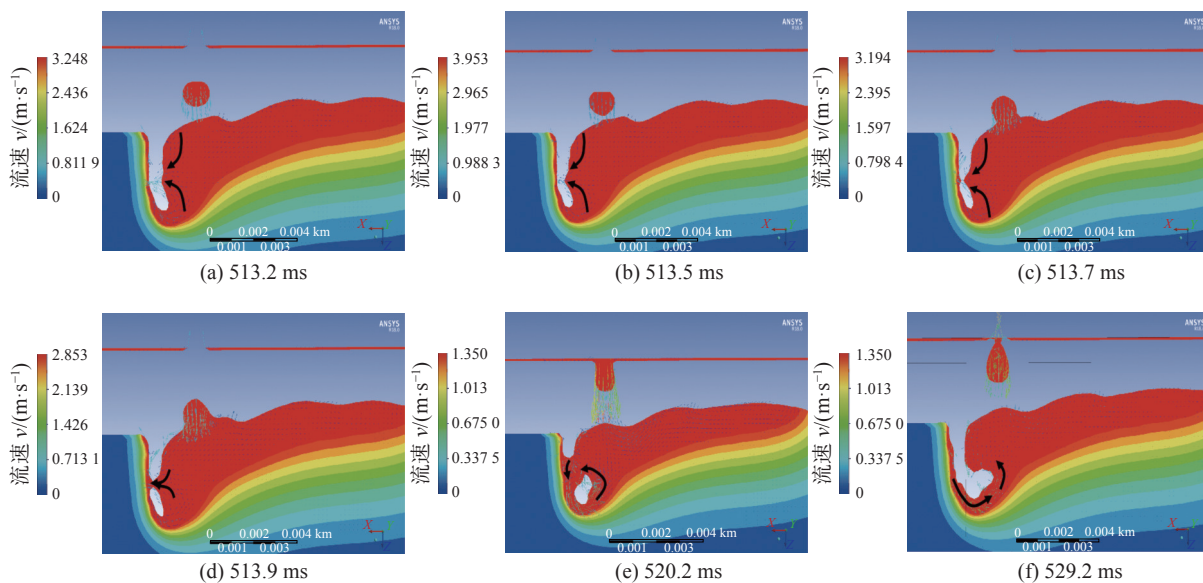 ANSYS
3.248
2.436
1.624
0.811 9
0
流速 v/(m·s⁻¹)
0 0.002 0.004 km
0.001 0.003
X
Z
(a) 513.2 ms
ANSYS
3.953
2.965
1.977
0.988 3
0
流速 v/(m·s⁻¹)
0 0.002 0.004 km
0.001 0.003
X
Z
(b) 513.5 ms
ANSYS
3.194
2.395
1.597
0.798 4
0
流速 v/(m·s⁻¹)
0 0.002 0.004 km
0.001 0.003
X
Z
(c) 513.7 ms
ANSYS
2.853
2.139
1.426
0.713 1
0
流速 v/(m·s⁻¹)
0 0.002 0.004 km
0.001 0.003
X
Z
(d) 513.9 ms
ANSYS
1.350
1.013
0.675 0
0.337 5
0
流速 v/(m·s⁻¹)
0 0.002 0.004 km
0.001 0.003
X Y
Z
(e) 520.2 ms
ANSYS
1.350
1.013
0.675 0
0.337 5
0
流速 v/(m·s⁻¹)
0 0.002 0.004 km
0.001 0.003
X
Z
(f) 529.2 ms